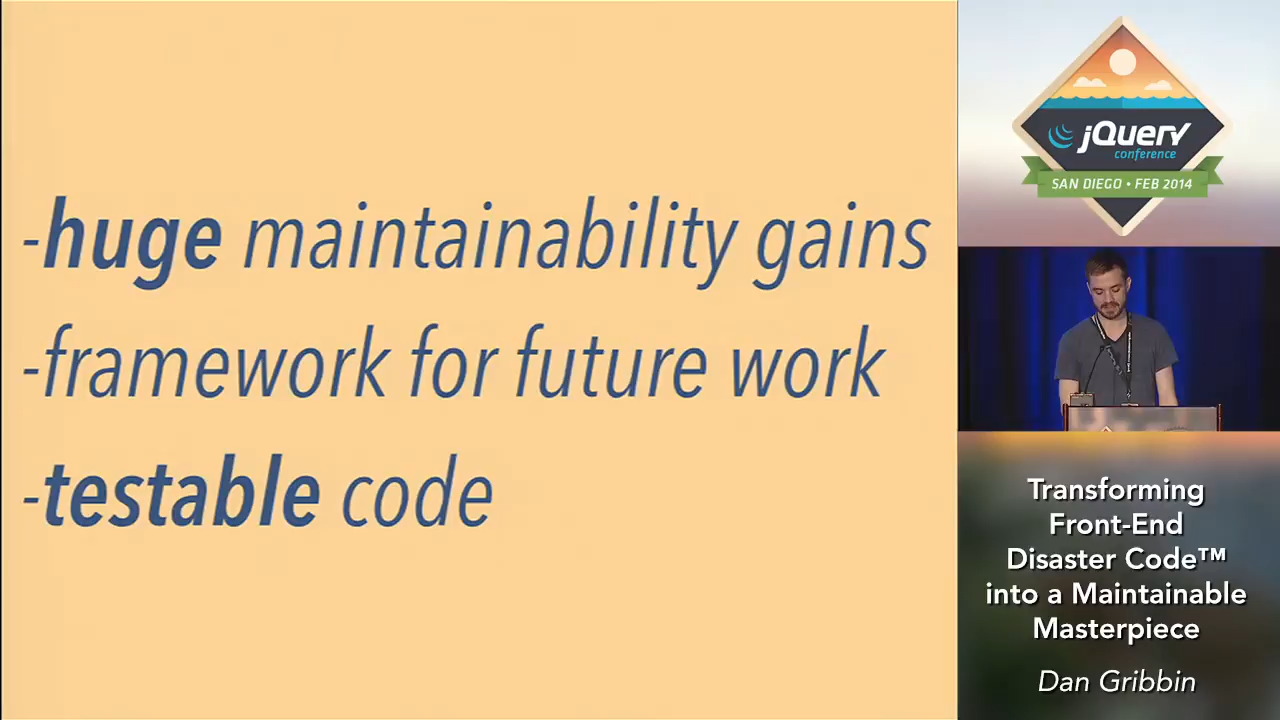 -huge maintainability gains
-framework for future work
-testable code
jQuery
conference
SAN DIEGO • FEB 2014
Transforming
Front-End
Disaster Code™
into a Maintainable
Masterpiece
Dan Gribbin